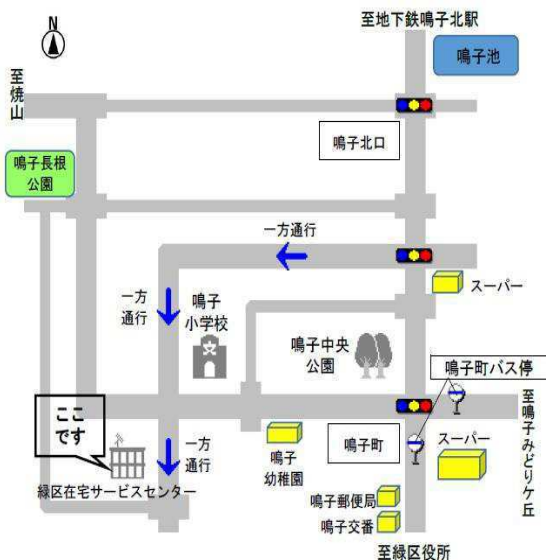 N
至地下鉄鳴子北駅
鳴子池
至焼山
鳴子北口
鳴子長根
公園
一方通行
一方
通行
鳴子
小学校
スーパー
鳴子中央
公園
鳴子町バス停
ここ
です
一方
通行
鳴子
幼稚園
鳴子町
スーパー
至鳴子みどりケ丘
緑区在宅サービスセンター
鳴子郵便局
鳴子交番
至緑区役所